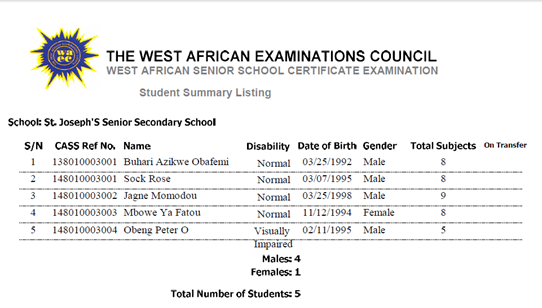 wa
ec
THE WEST AFRICAN EXAMINATIONS COUNCIL
WEST AFRICAN SENIOR SCHOOL CERTIFICATE EXAMINATION
Student Summary Listing
School: St. Joseph'S Senior Secondary School
S/N CASS Ref No. Name Disability Date of Birth Gender Total Subjects On Transfer
1 138010003001 Buhari Azikwe Obafemi Normal 03/25/1992 Male 8
2 148010003001 Sock Rose Normal 03/07/1995 Male 8
3 148010003002 Jagne Momodou Normal 03/25/1998 Male 9
4 148010003003 Mbowe Ya Fatou Normal 11/12/1994 Female 8
5 148010003004 Obeng Peter O Visually 02/11/1995 Male 5
Impaired
Males: 4
Females: 1
Total Number of Students: 5